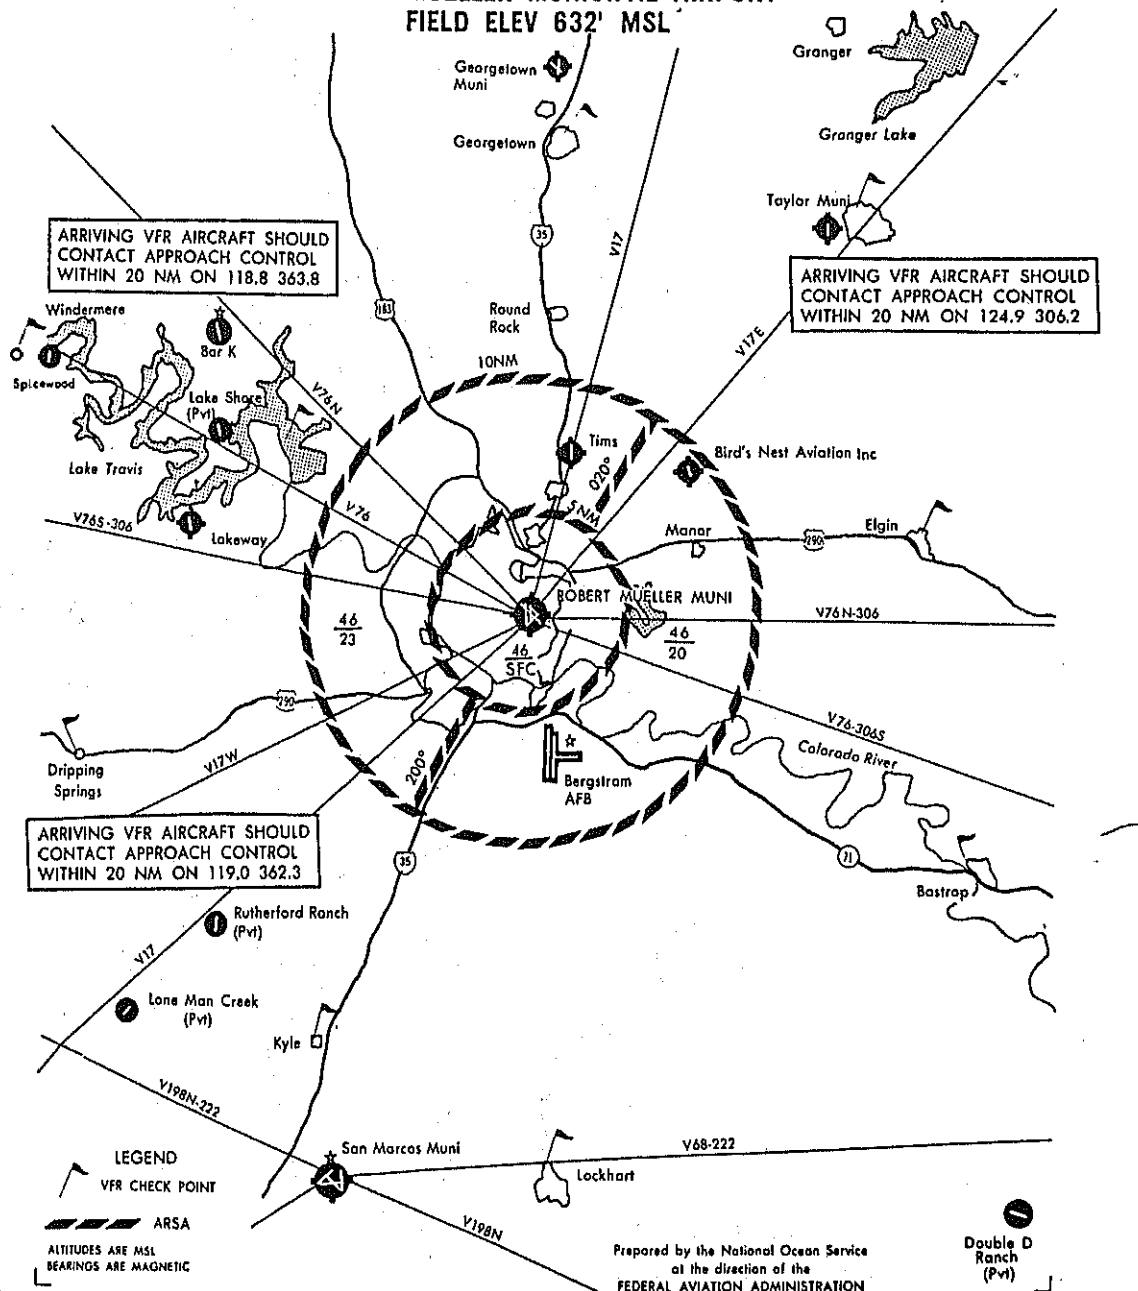 FIELD ELEV 632' MSL
Georgetown
Muni
Granger
Georgetown
Granger Lake
Taylor Muni
35
V17
ARRIVING VFR AIRCRAFT SHOULD
CONTACT APPROACH CONTROL
WITHIN 20 NM ON 118.8 363.8
ARRIVING VFR AIRCRAFT SHOULD
CONTACT APPROACH CONTROL
WITHIN 20 NM ON 124.9 306.2
Windermere
183
Round
Rock
Bar K
V17E
10NM
Spicewood
V76N
Lake Shore
(Pvt)
Tims
Bird's Nest Aviation Inc
Lake Travis
020°
V76
5NM
V76S-306
Lakeway
Manor
290
Elgin
ROBERT MUELLER MUNI
46
23
46
20
V76N-306
46
SFC
290
V76-306S
Colorado River
V17W
Dripping
Springs
200°
Bergstrom
AFB
ARRIVING VFR AIRCRAFT SHOULD
CONTACT APPROACH CONTROL
WITHIN 20 NM ON 119.0 362.3
35
71
Bastrop
Rutherford Ranch
(Pvt)
V17
Lone Man Creek
(Pvt)
Kyle
V198N-222
San Marcos Muni
V68-222
Lockhart
LEGEND
VFR CHECK POINT
ARSA
ALTITUDES ARE MSL
BEARINGS ARE MAGNETIC
V198N
Prepared by the National Ocean Service
at the direction of the
FEDERAL AVIATION ADMINISTRATION
Double D
Ranch
(Pvt)